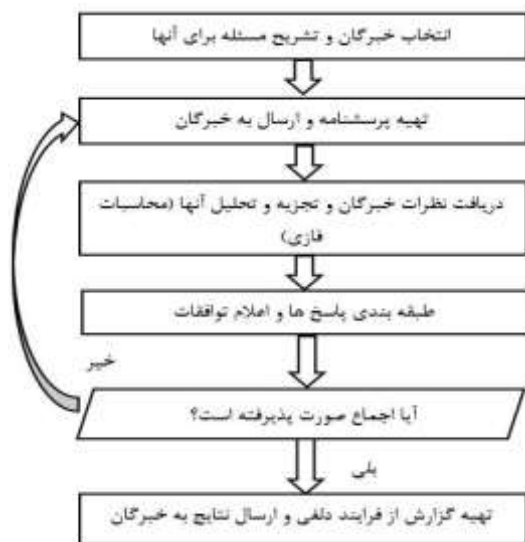 انتخاب خبرگان و تشریح مسئله برای آنها
تهیه پرسشنامه و ارسال به خبرگان
دریافت نظرات خبرگان و تجزیه و تحلیل آنها (محاسبات
فازی)
طبقه بندی پاسخ ها و اعلام توافقات
خیر
آیا اجماع صورت پذیرفته است؟
بلی
تهیه گزارش از فرایند دلفی و ارسال نتایج به خبرگان